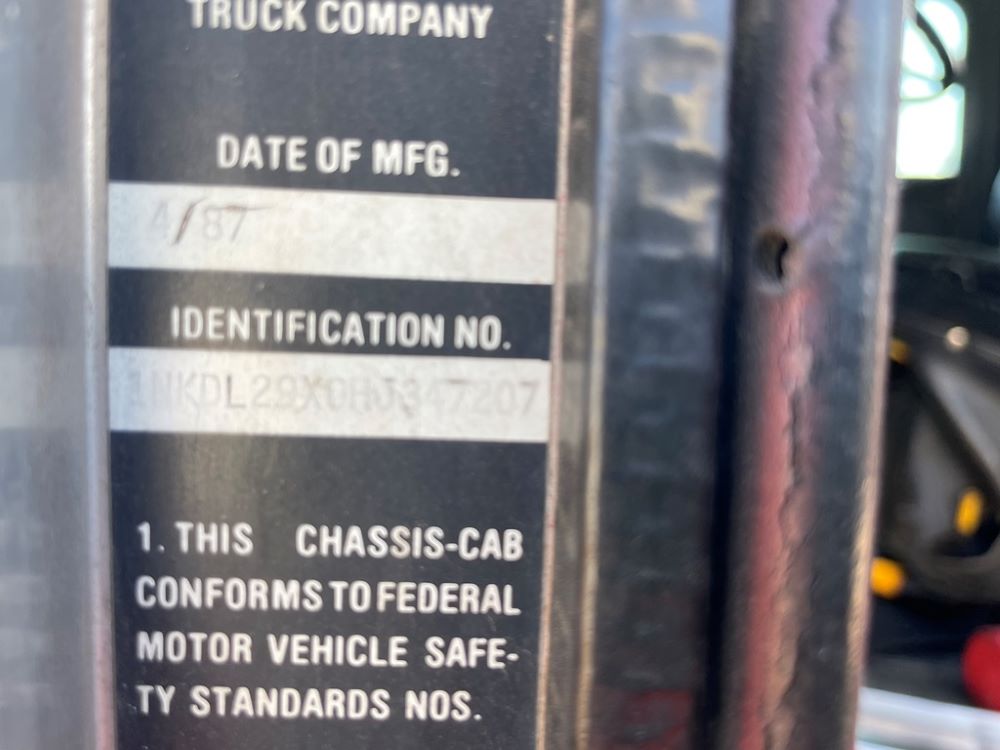 TRUCK COMPANY
DATE OF MFG.
4/87
IDENTIFICATION NO.
1NKDL29X0HJ347207
1. THIS CHASSIS-CAB
CONFORMS TO FEDERAL
MOTOR VEHICLE SAFE-
TY STANDARDS NOS.